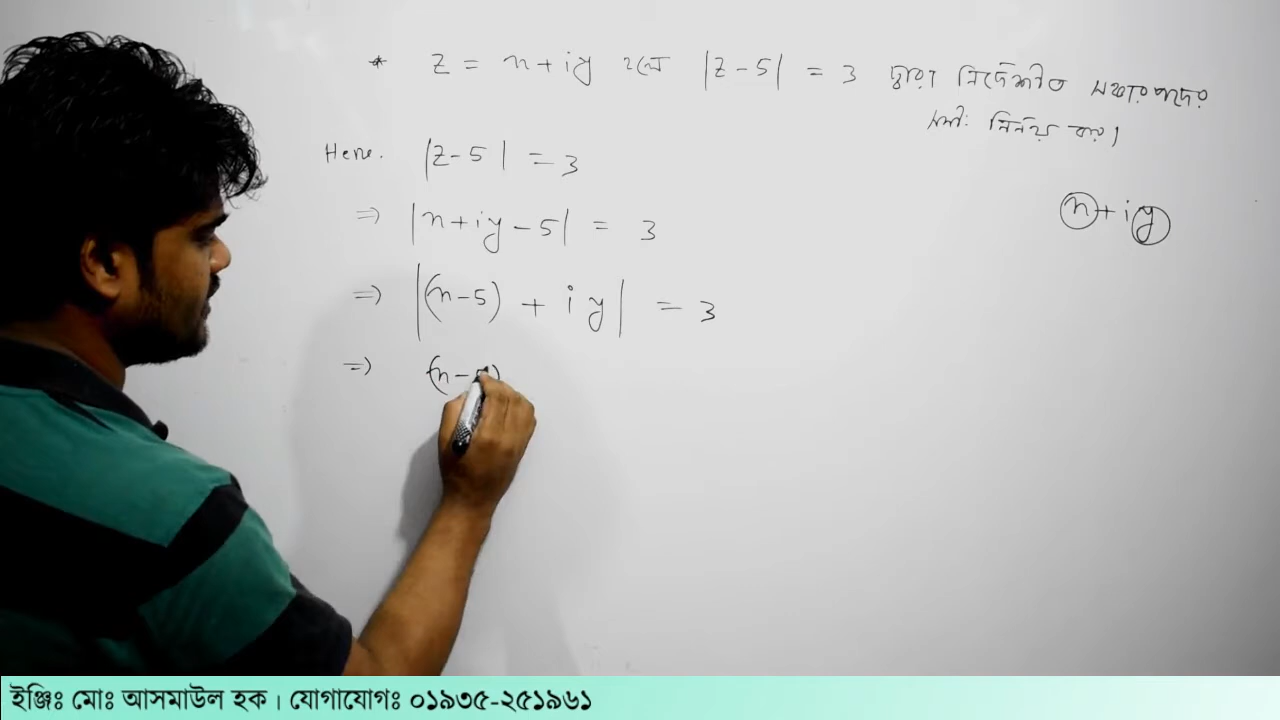 * z = x + iy হলে |z - 5| = 3 দ্বারা নির্দেশীত সঞ্চারপথের
সমী: নির্ণয় কর।
Here. |z - 5| = 3
x + iy
⇒ |x + iy - 5| = 3
⇒ |(x - 5) + iy| = 3
⇒ (x - 5)
ইঞ্জিঃ মোঃ আসমাউল হক। যোগাযোগঃ ০১৯৩৫-২৫১৯৬১